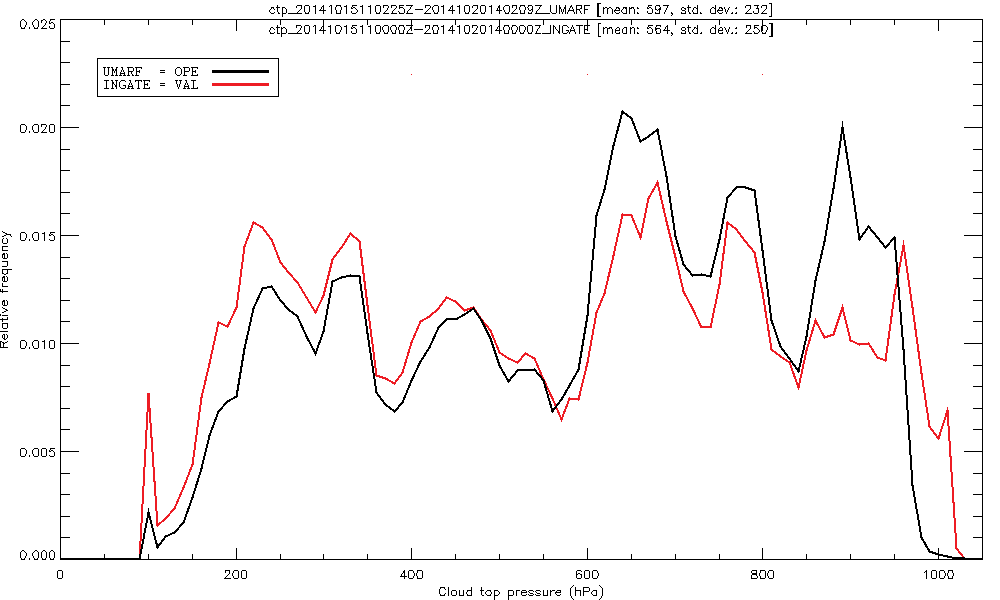 ctp_20141015110225Z-20141020140209Z_UMARF [mean: 597, std. dev.: 232]
ctp_20141015110000Z-20141020140000Z_INGATE [mean: 564, std. dev.: 250]
UMARF = OPE
INGATE = VAL
0.025
0.020
0.015
0.010
0.005
0.000
Relative frequency
0 200 400 600 800 1000
Cloud top pressure (hPa)